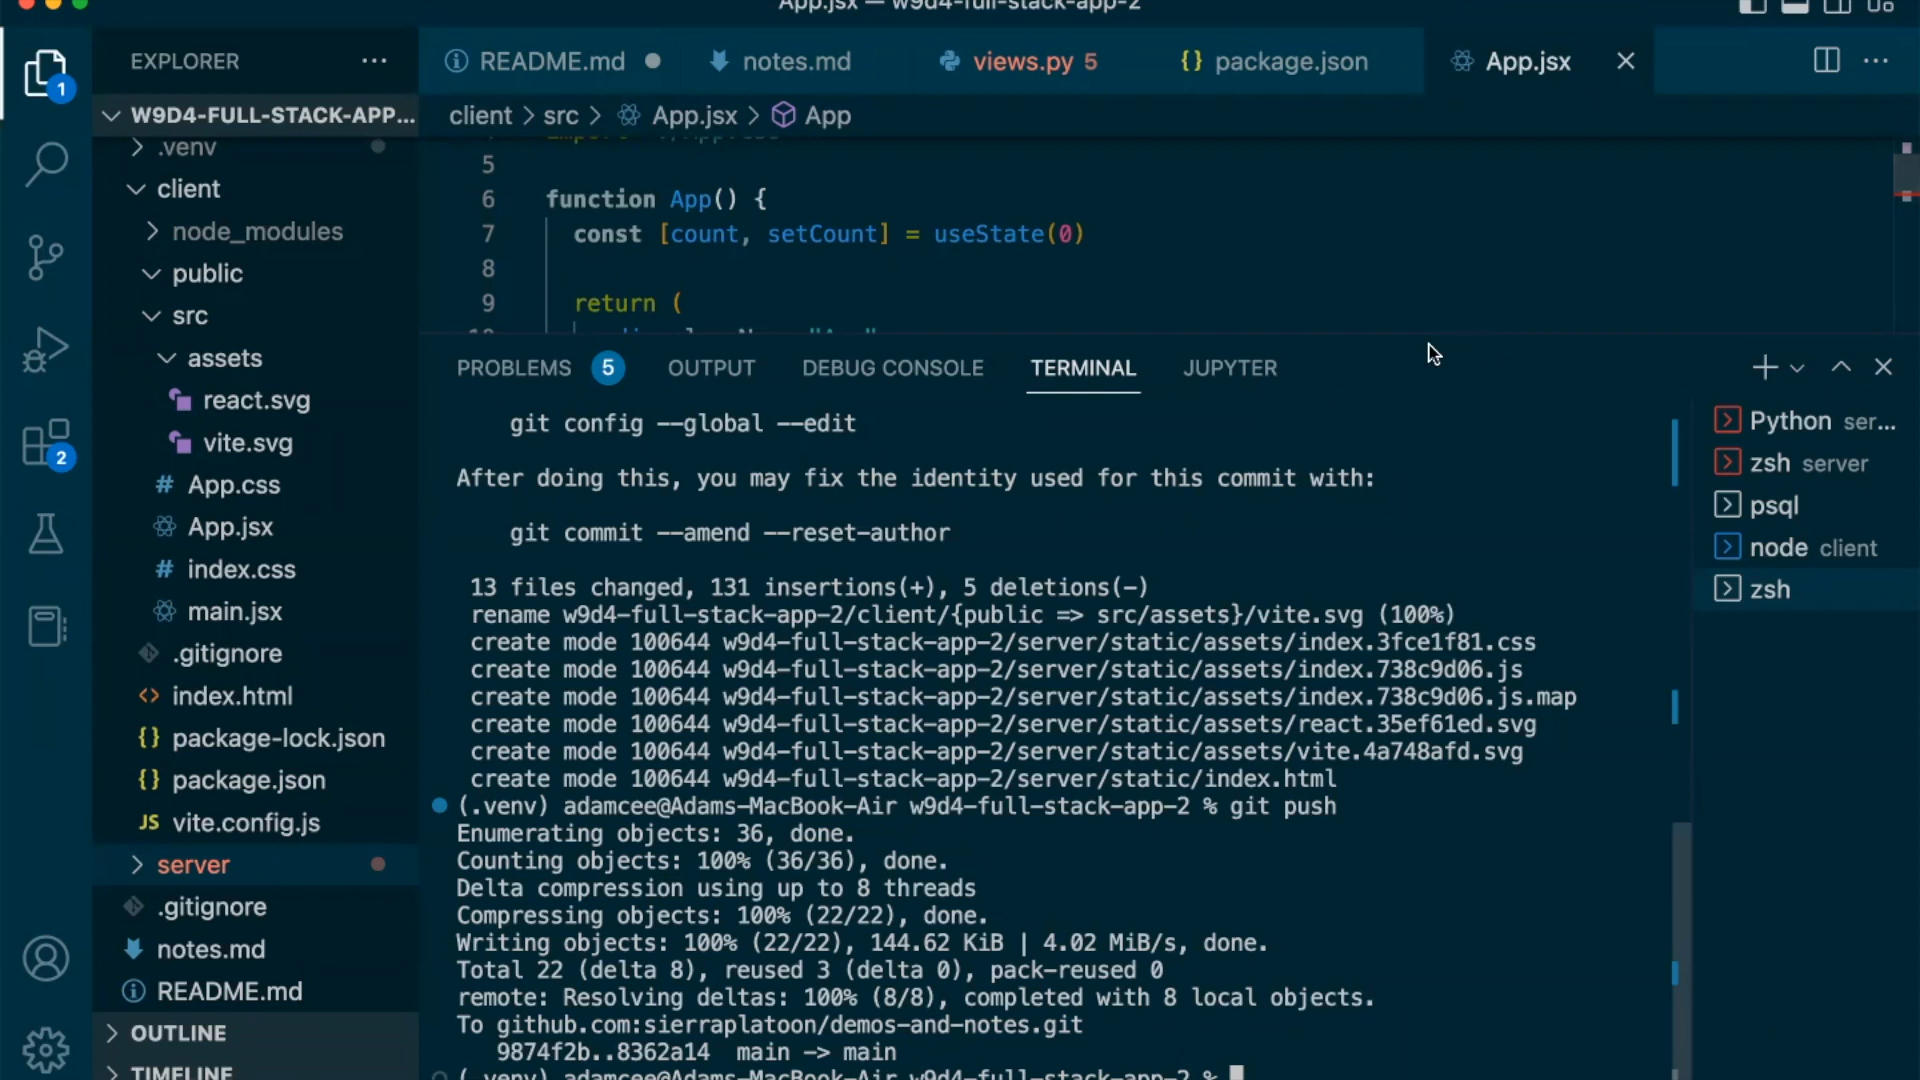 App.jsx — w9d4-full-stack-app-2
EXPLORER
1
W9D4-FULL-STACK-APP...
.venv
client
node_modules
public
src
assets
react.svg
vite.svg
App.css
App.jsx
index.css
main.jsx
.gitignore
index.html
package-lock.json
package.json
JS vite.config.js
server
.gitignore
notes.md
README.md
OUTLINE
TIMELINE
2
README.md
notes.md
views.py 5
{} package.json
App.jsx
client > src > App.jsx > App
5
6 function App() {
7 const [count, setCount] = useState(0)
8
9 return (
10
PROBLEMS 5 OUTPUT DEBUG CONSOLE TERMINAL JUPYTER
git config --global --edit
After doing this, you may fix the identity used for this commit with:
git commit --amend --reset-author
13 files changed, 131 insertions(+), 5 deletions(-)
rename w9d4-full-stack-app-2/client/{public => src/assets}/vite.svg (100%)
create mode 100644 w9d4-full-stack-app-2/server/static/assets/index.3fce1f81.css
create mode 100644 w9d4-full-stack-app-2/server/static/assets/index.738c9d06.js
create mode 100644 w9d4-full-stack-app-2/server/static/assets/index.738c9d06.js.map
create mode 100644 w9d4-full-stack-app-2/server/static/assets/react.35ef61ed.svg
create mode 100644 w9d4-full-stack-app-2/server/static/assets/vite.4a748afd.svg
create mode 100644 w9d4-full-stack-app-2/server/static/index.html
(.venv) adamcee@Adams-MacBook-Air w9d4-full-stack-app-2 % git push
Enumerating objects: 36, done.
Counting objects: 100% (36/36), done.
Delta compression using up to 8 threads
Compressing objects: 100% (22/22), done.
Writing objects: 100% (22/22), 144.62 KiB | 4.02 MiB/s, done.
Total 22 (delta 8), reused 3 (delta 0), pack-reused 0
remote: Resolving deltas: 100% (8/8), completed with 8 local objects.
To github.com:sierraplatoon/demos-and-notes.git
9874f2b..8362a14 main -> main
(.venv) adamcee@Adams-MacBook-Air w9d4-full-stack-app-2 %
Python ser...
zsh server
psql
node client
zsh